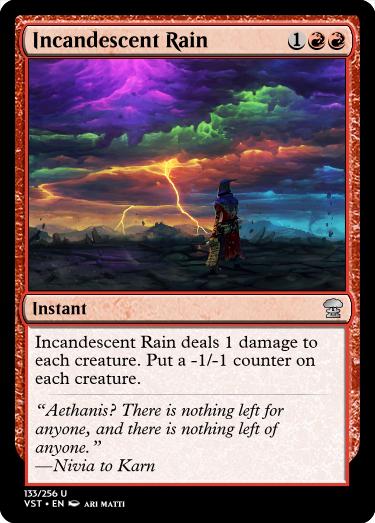 Incandescent Rain 1
Instant
Incandescent Rain deals 1 damage to
each creature. Put a -1/-1 counter on
each creature.
“Aethanis? There is nothing left for
anyone, and there is nothing left of
anyone.”
—Nivia to Karn
133/256 U
VST • EN ARI MATTI